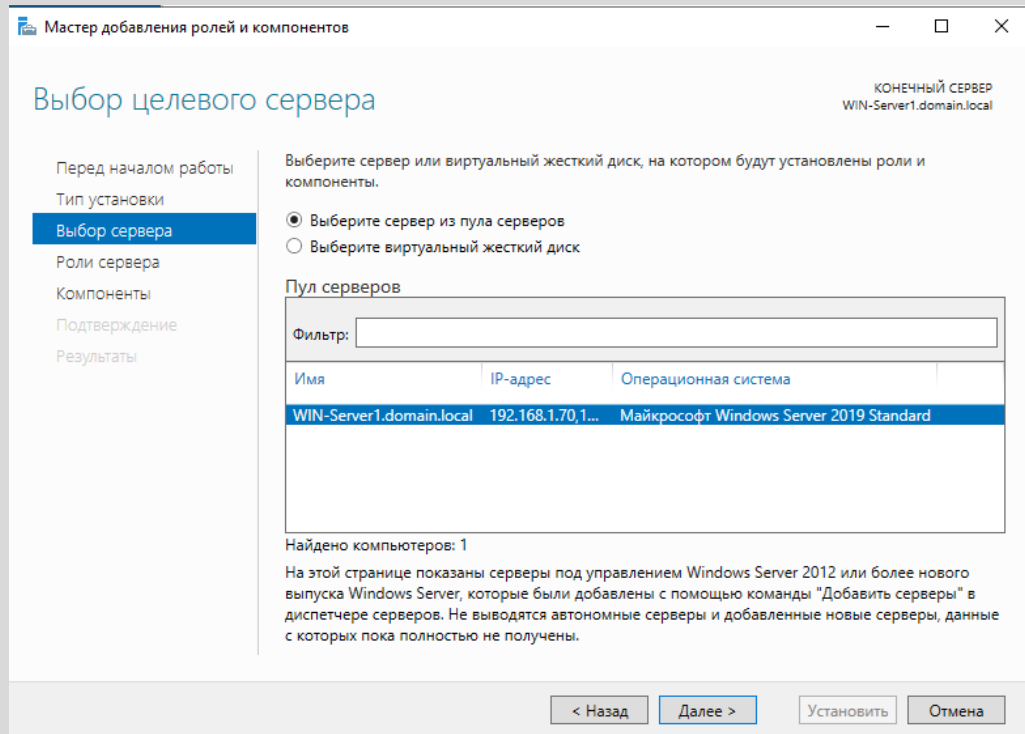 Мастер добавления ролей и компонентов
Выбор целевого сервера
КОНЕЧНЫЙ СЕРВЕР
WIN-Server1.domain.local
Перед началом работы
Тип установки
Выбор сервера
Роли сервера
Компоненты
Подтверждение
Результаты
Выберите сервер или виртуальный жесткий диск, на котором будут установлены роли и
компоненты.
Выберите сервер из пула серверов
Выберите виртуальный жесткий диск
Пул серверов
Фильтр:
Имя IP-адрес Операционная система
WIN-Server1.domain.local 192.168.1.70,1... Майкрософт Windows Server 2019 Standard
Найдено компьютеров: 1
На этой странице показаны серверы под управлением Windows Server 2012 или более нового
выпуска Windows Server, которые были добавлены с помощью команды "Добавить серверы" в
диспетчере серверов. Не выводятся автономные серверы и добавленные новые серверы, данные
с которых пока полностью не получены.
< Назад Далее > Установить Отмена